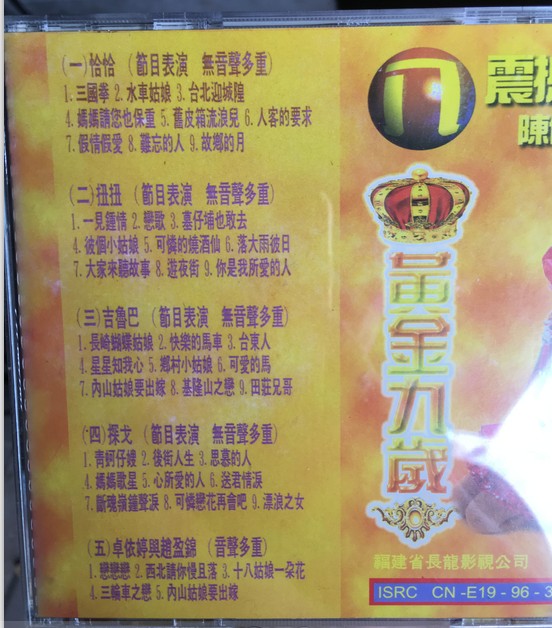 (一)恰恰 (節目表演 無音聲多重)
1.三國拳 2.水車姑娘 3.台北迎城隍
4.媽媽請您也保重 5.舊皮箱流浪兒 6.人客的要求
7.假情假愛 8.難忘的人 9.故鄉的月
(二)扭扭 (節目表演 無音聲多重)
1.一見鍾情 2.戀歌 3.墓仔埔也敢去
4.彼個小姑娘 5.可憐的燒酒仙 6.落大雨彼日
7.大家來聽故事 8.遊夜街 9.你是我所愛的人
(三)吉魯巴 (節目表演 無音聲多重)
1.長崎蝴蝶姑娘 2.快樂的馬車 3.台東人
4.星星知我心 5.鄉村小姑娘 6.可愛的馬
7.內山姑娘要出嫁 8.基隆山之戀 9.田莊兄哥
(四)探戈 (節目表演 無音聲多重)
1.青蚵仔嫂 2.後街人生 3.思慕的人
4.媽媽歌星 5.心所愛的人 6.送君情淚
7.斷魂嶺鐘聲淚 8.可憐戀花再會吧 9.漂浪之女
(五)卓依婷與趙盈錦 (音聲多重)
1.戀戀戀 2.西北請你慢且落 3.十八姑娘一朵花
4.三輪車之戀 5.內山姑娘要出嫁
震
陳
黃金九歲
福建省長龍影視公司
ISRC CN-E19-96-3